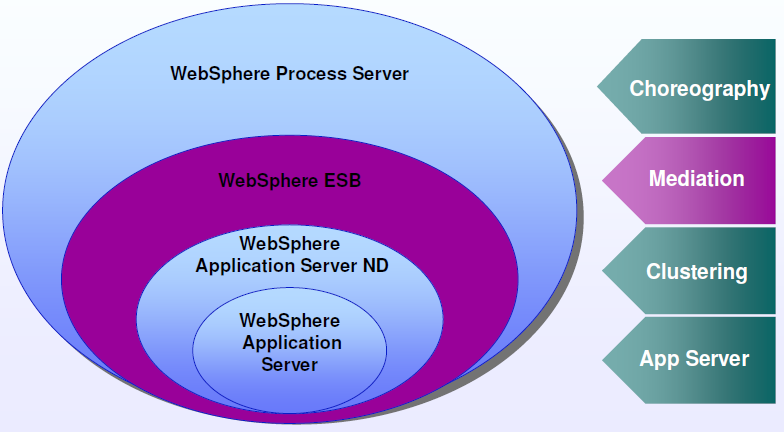 WebSphere Process Server
Choreography
WebSphere ESB
Mediation
WebSphere
Application Server ND
Clustering
WebSphere
Application
Server
App Server